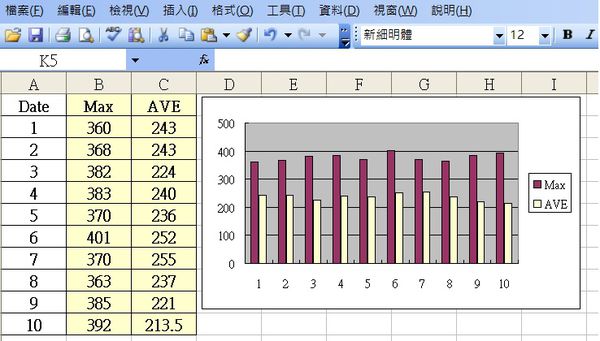 檔案(F) 編輯(E) 檢視(V) 插入(I) 格式(O) 工具(T) 資料(D) 視窗(W) 說明(H)
新細明體 12 B I
K5 fx
A B C D E F G H I
Date Max AVE
1 360 243
2 368 243
3 382 224
4 383 240
5 370 236
6 401 252
7 370 255
8 363 237
9 385 221
10 392 213.5
500
400
300
200
100
0
1 2 3 4 5 6 7 8 9 10
Max
AVE